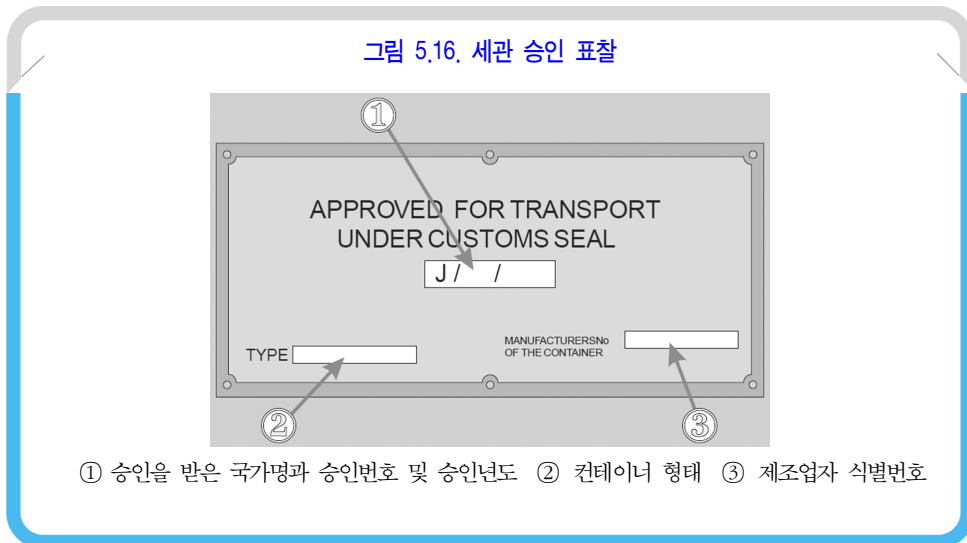 그림 5.16. 세관 승인 표찰
①
APPROVED FOR TRANSPORT
UNDER CUSTOMS SEAL
J / /
MANUFACTURERSNo
OF THE CONTAINER
TYPE
②
③
① 승인을 받은 국가명과 승인번호 및 승인년도 ② 컨테이너 형태 ③ 제조업자 식별번호